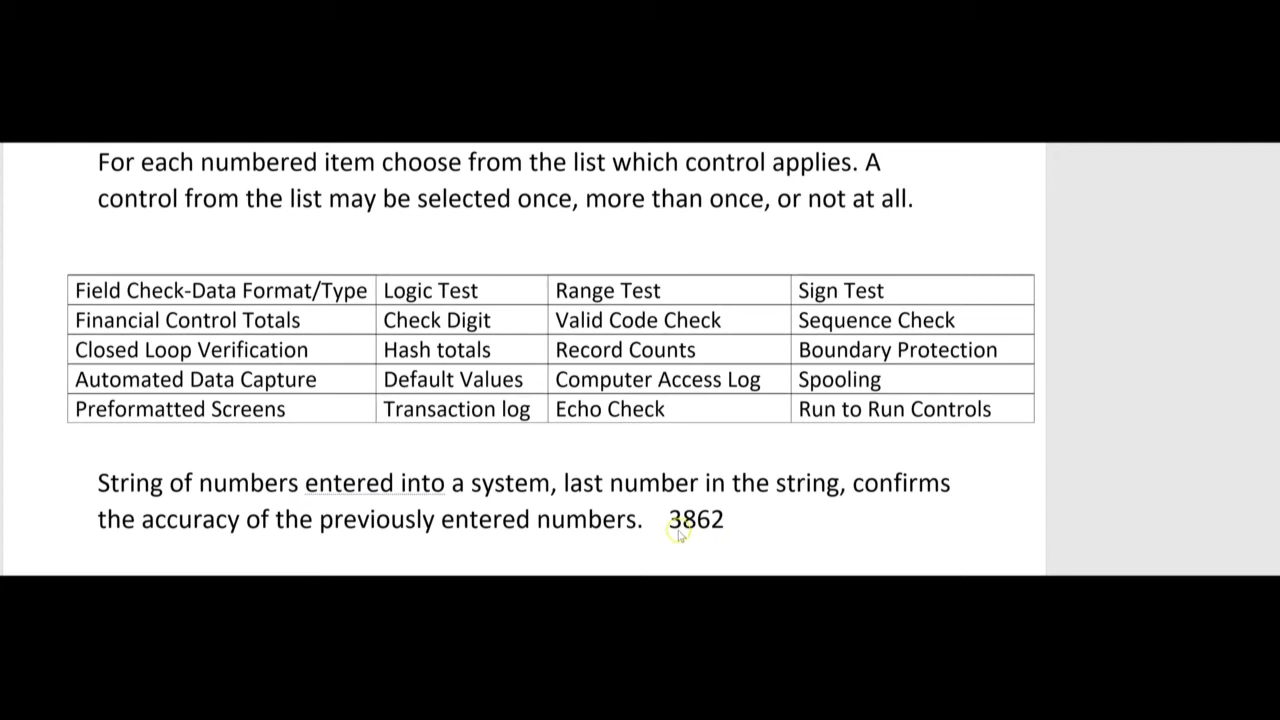 For each numbered item choose from the list which control applies. A
control from the list may be selected once, more than once, or not at all.
Field Check-Data Format/Type Logic Test Range Test Sign Test
Financial Control Totals Check Digit Valid Code Check Sequence Check
Closed Loop Verification Hash totals Record Counts Boundary Protection
Automated Data Capture Default Values Computer Access Log Spooling
Preformatted Screens Transaction log Echo Check Run to Run Controls
String of numbers entered into a system, last number in the string, confirms
the accuracy of the previously entered numbers. 3862